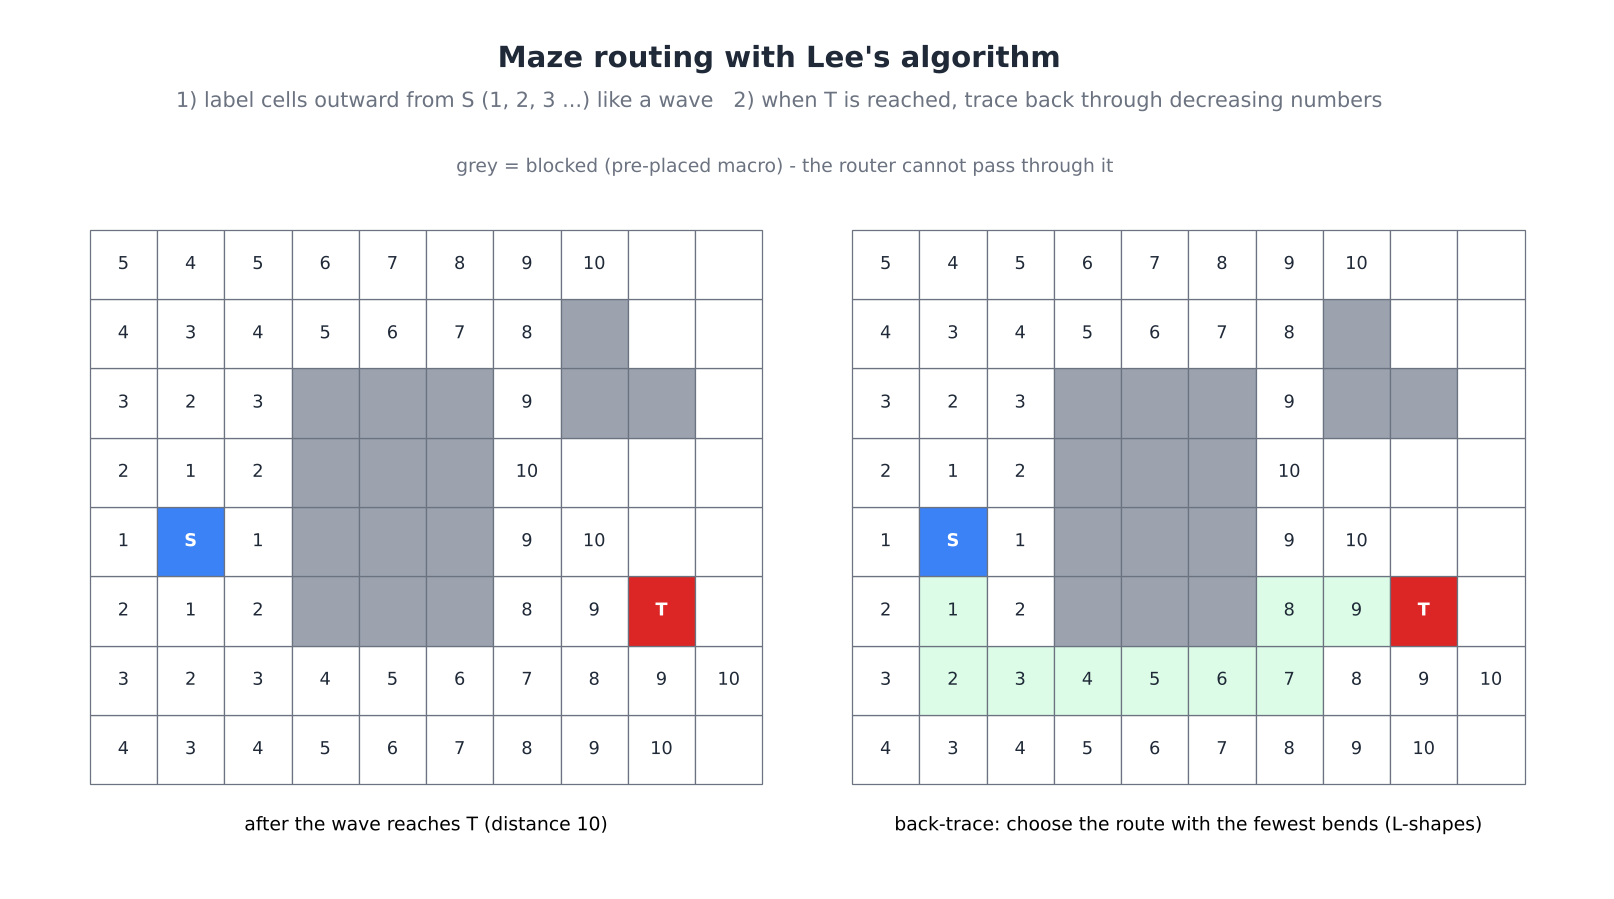 Maze routing with Lee's algorithm
1) label cells outward from S (1, 2, 3 ...) like a wave   2) when T is reached, trace back through decreasing numbers
grey = blocked (pre-placed macro) - the router cannot pass through it
5 4 5 6 7 8 9 10
4 3 4 5 6 7 8
3 2 3 9
2 1 2 10
1 S 1 9 10
2 1 2 8 9 T
3 2 3 4 5 6 7 8 9 10
4 3 4 5 6 7 8 9 10
after the wave reaches T (distance 10)
5 4 5 6 7 8 9 10
4 3 4 5 6 7 8
3 2 3 9
2 1 2 10
1 S 1 9 10
2 1 2 8 9 T
3 2 3 4 5 6 7 8 9 10
4 3 4 5 6 7 8 9 10
back-trace: choose the route with the fewest bends (L-shapes)